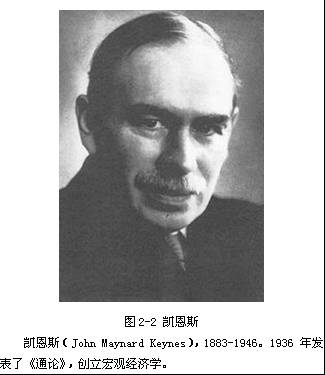 图2-2 凯恩斯
凯恩斯(John Maynard Keynes), 1883-1946。1936 年发
表了《通论》,创立宏观经济学。